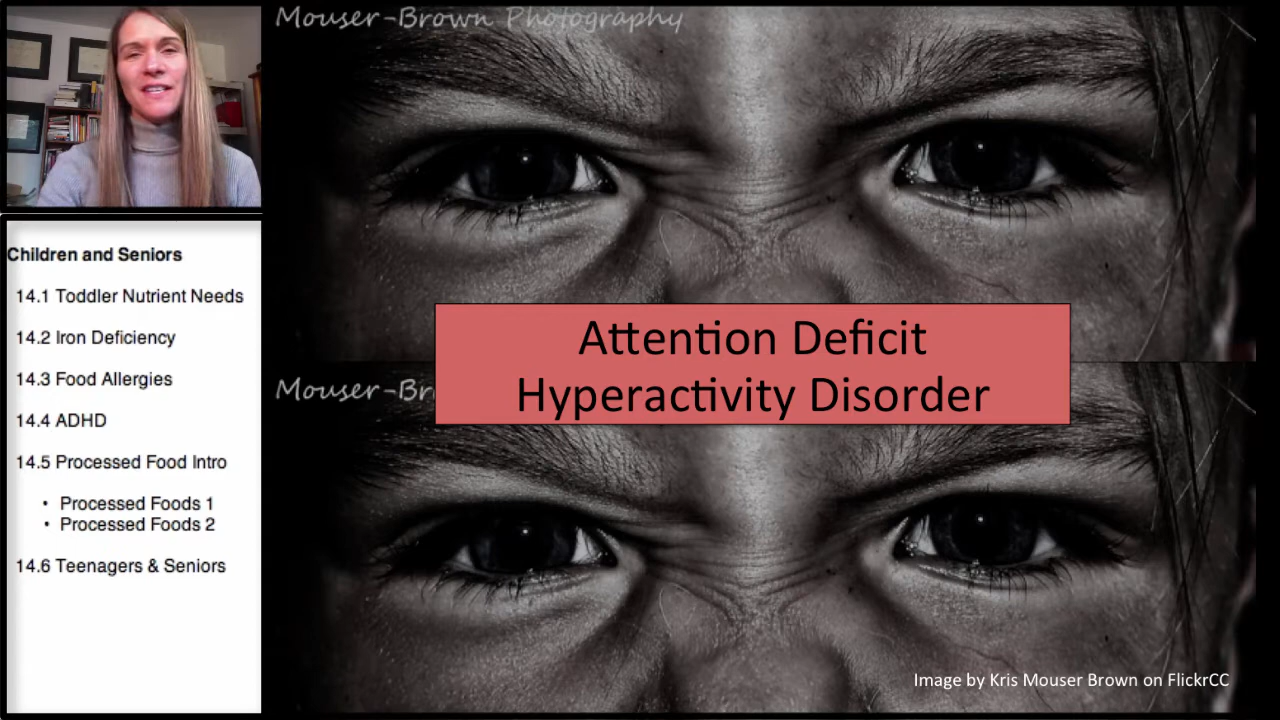 Mouser-Brown Photography
Children and Seniors
14.1 Toddler Nutrient Needs
14.2 Iron Deficiency
14.3 Food Allergies
14.4 ADHD
14.5 Processed Food Intro
• Processed Foods 1
• Processed Foods 2
14.6 Teenagers & Seniors
Attention Deficit
Hyperactivity Disorder
Mouser-Br
Image by Kris Mouser Brown on FlickrCC